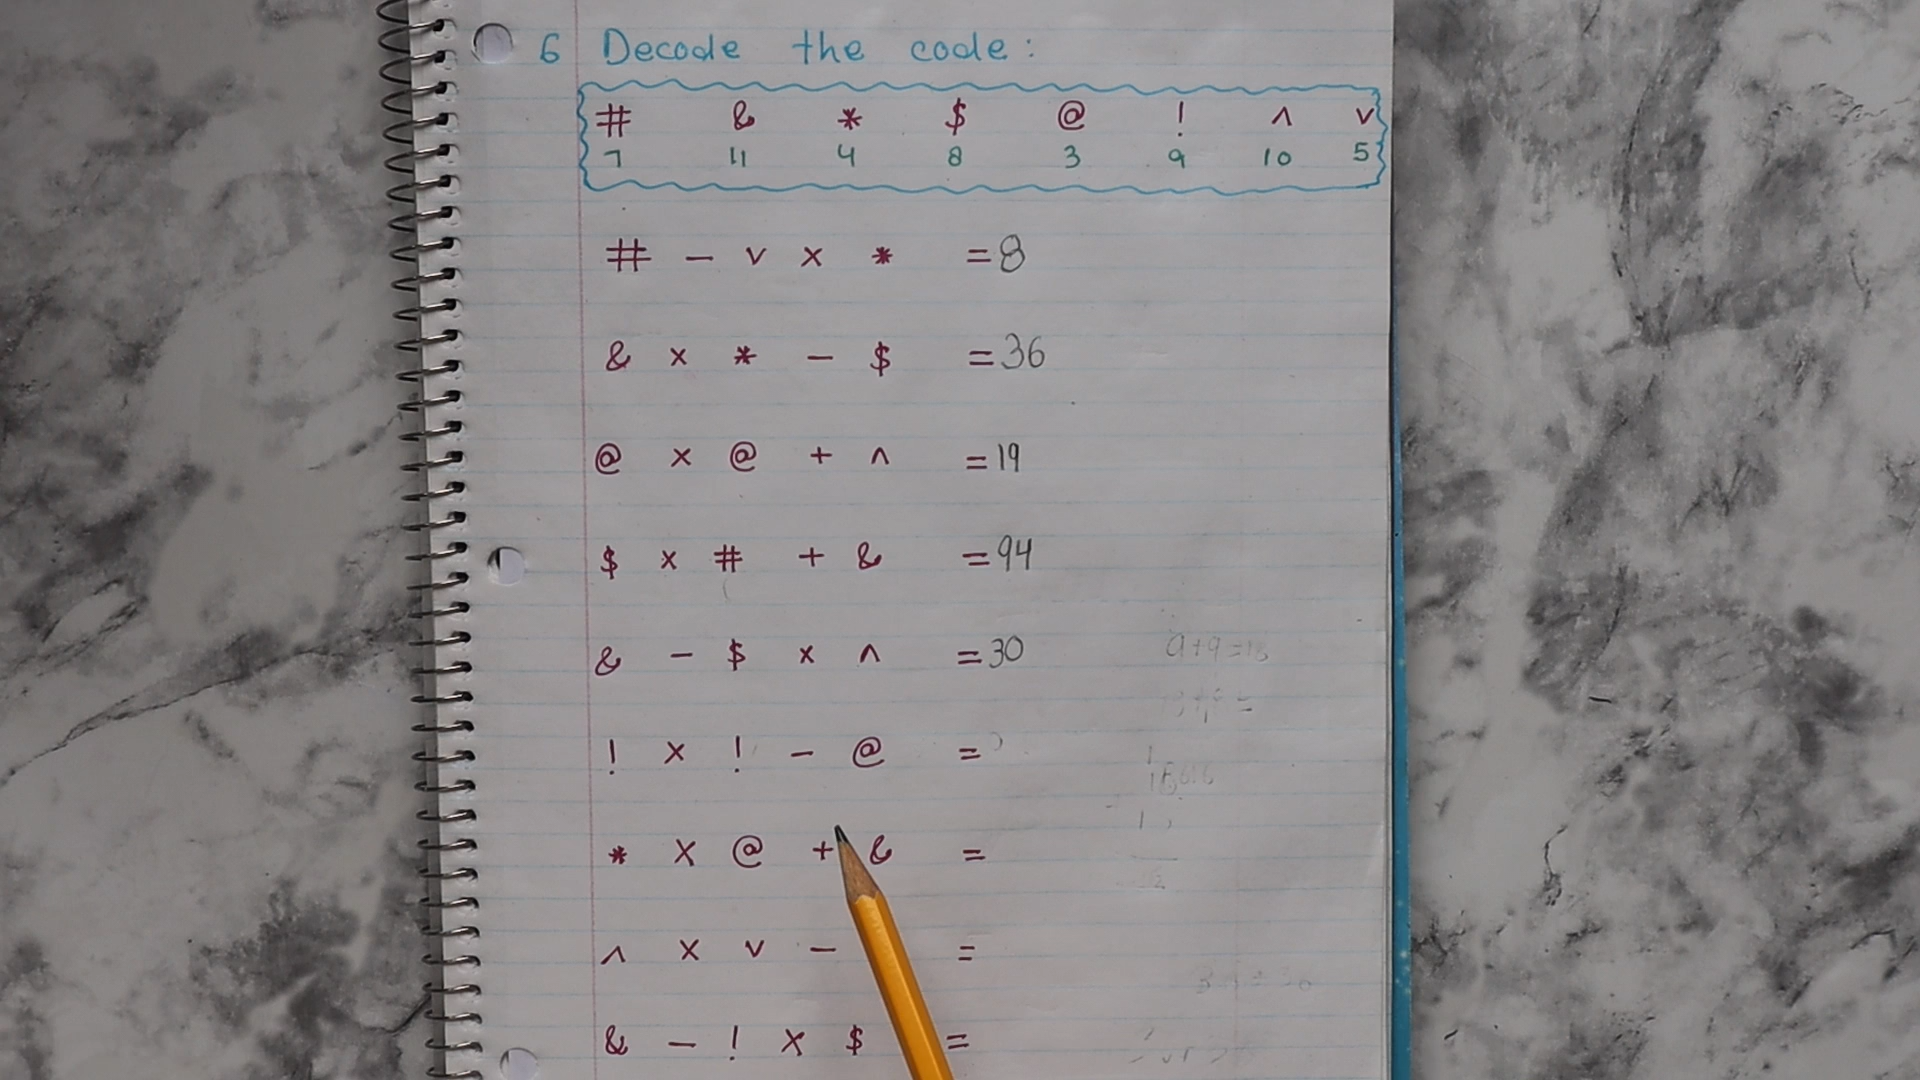 6 Decode the code:
# & * $ @ ! ^ v
7 11 4 8 3 9 10 5
# - v x * = 8
& x * - $ = 36
@ x @ + ^ = 19
$ x # + & = 94
& - $ x ^ = 30
9+9=18
! x ! - @ =
* x @ + & =
^ x v - =
& - ! x $ =